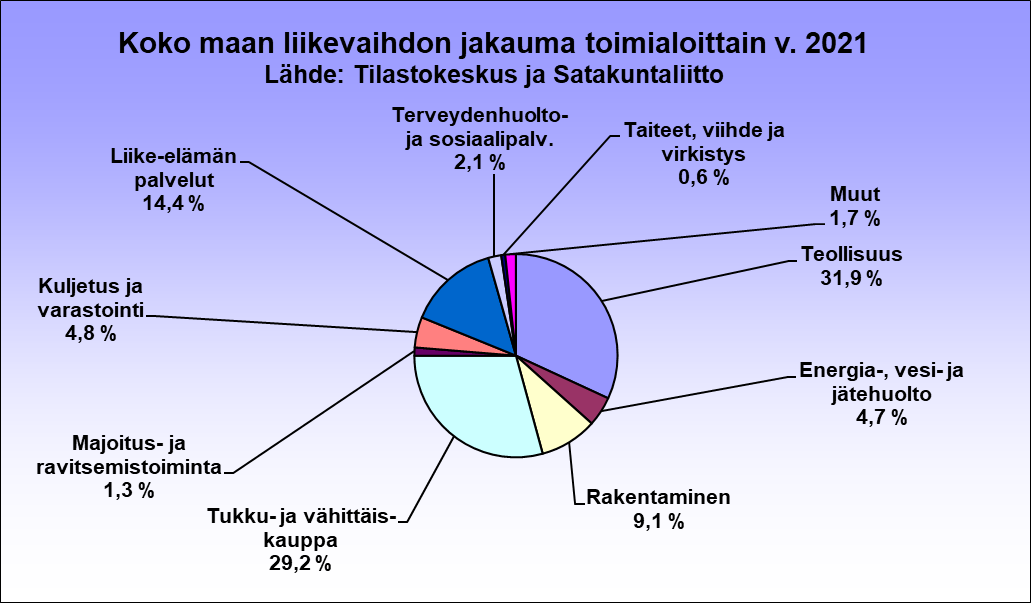 Koko maan liikevaihdon jakauma toimialoittain v. 2021
Lähde: Tilastokeskus ja Satakuntaliitto
Terveydenhuolto-
ja sosiaalipalv.
2,1 %
Taiteet, viihde ja
virkistys
0,6 %
Liike-elämän
palvelut
14,4 %
Muut
1,7 %
Teollisuus
31,9 %
Kuljetus ja
varastointi
4,8 %
Energia-, vesi- ja
jätehuolto
4,7 %
Majoitus- ja
ravitsemistoiminta
1,3 %
Rakentaminen
9,1 %
Tukku- ja vähittäis-
kauppa
29,2 %